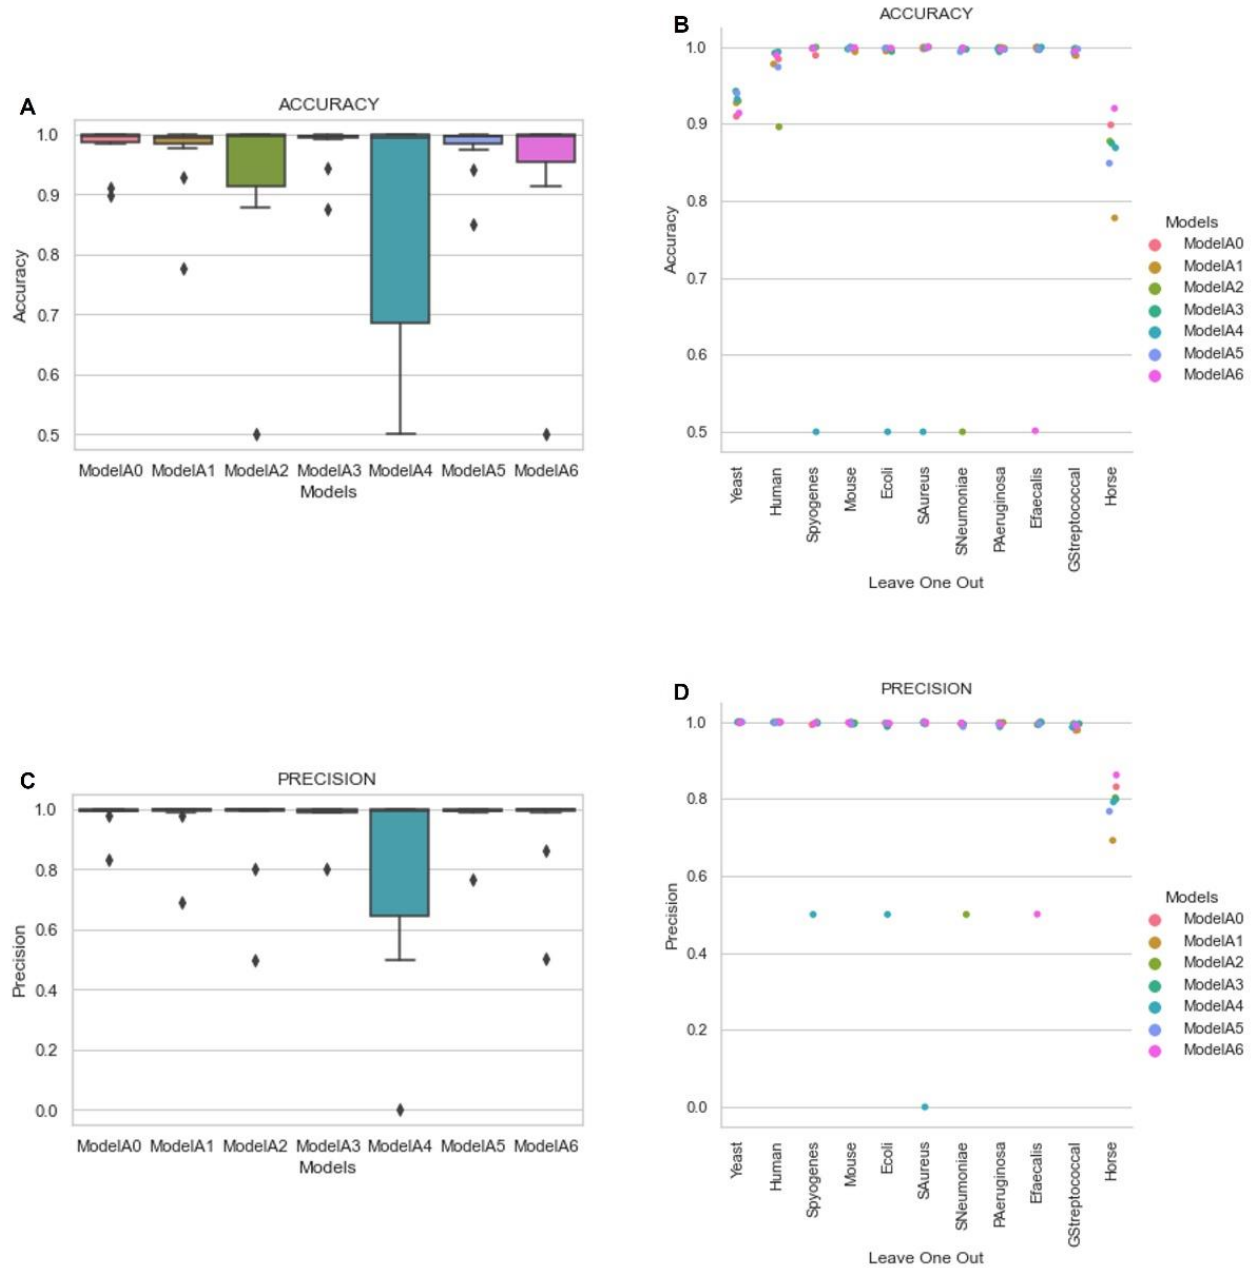 A
ACCURACY
1.0
0.9
0.8
0.7
0.6
0.5
Accuracy
ModelA0 ModelA1 ModelA2 ModelA3 ModelA4 ModelA5 ModelA6
Models
B
ACCURACY
1.0
0.9
0.8
0.7
0.6
0.5
Accuracy
Yeast
Human
Spyogenes
Mouse
Ecoli
SAureus
SNeumoniae
PAeruginosa
Efaecalis
GStreptococcal
Horse
Leave One Out
Models
ModelA0
ModelA1
ModelA2
ModelA3
ModelA4
ModelA5
ModelA6
C
PRECISION
1.0
0.8
0.6
0.4
0.2
0.0
Precision
ModelA0 ModelA1 ModelA2 ModelA3 ModelA4 ModelA5 ModelA6
Models
D
PRECISION
1.0
0.8
0.6
0.4
0.2
0.0
Precision
Yeast
Human
Spyogenes
Mouse
Ecoli
SAureus
SNeumoniae
PAeruginosa
Efaecalis
GStreptococcal
Horse
Leave One Out
Models
ModelA0
ModelA1
ModelA2
ModelA3
ModelA4
ModelA5
ModelA6